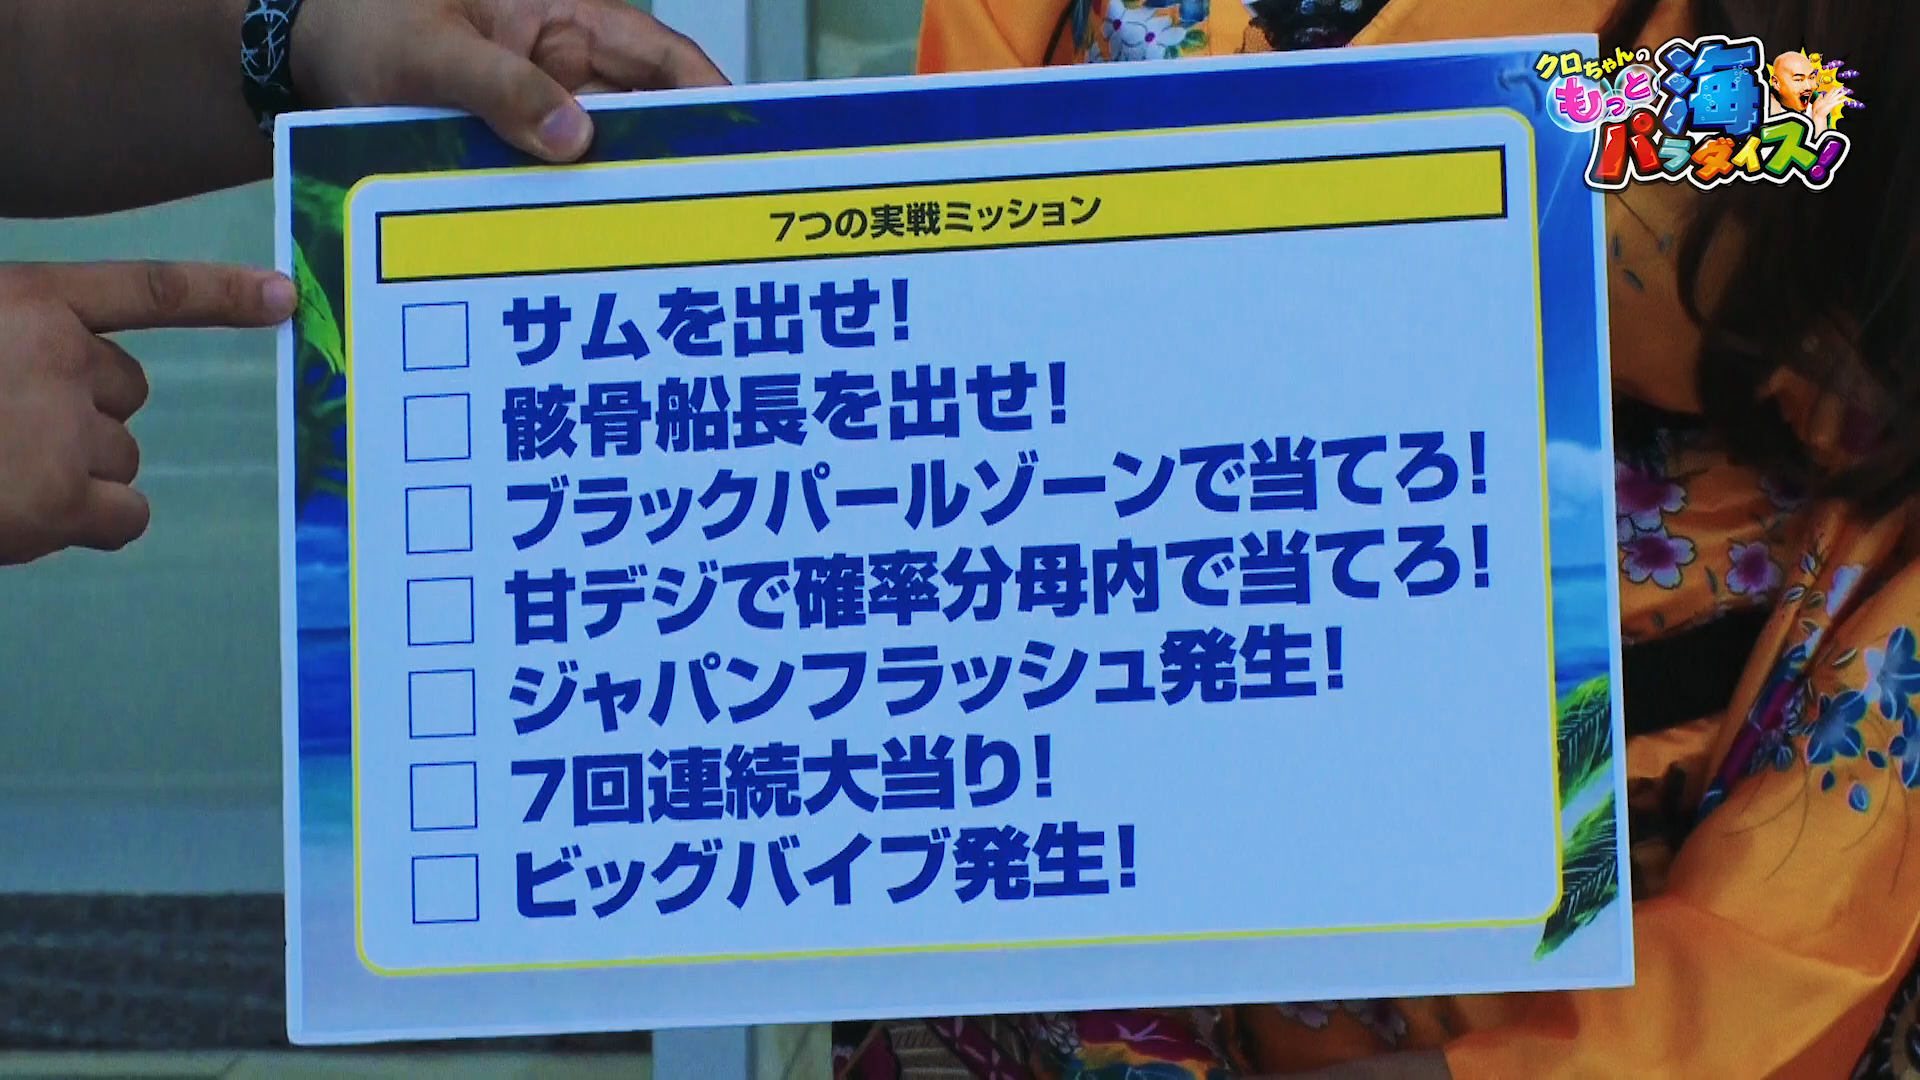 クロちゃんの
もっと海
パラダイス!
7つの実戦ミッション
サムを出せ!
骸骨船長を出せ!
ブラックパールゾーンで当てろ!
甘デジで確率分母内で当てろ!
ジャパンフラッシュ発生!
7回連続大当り!
ビッグバイブ発生!